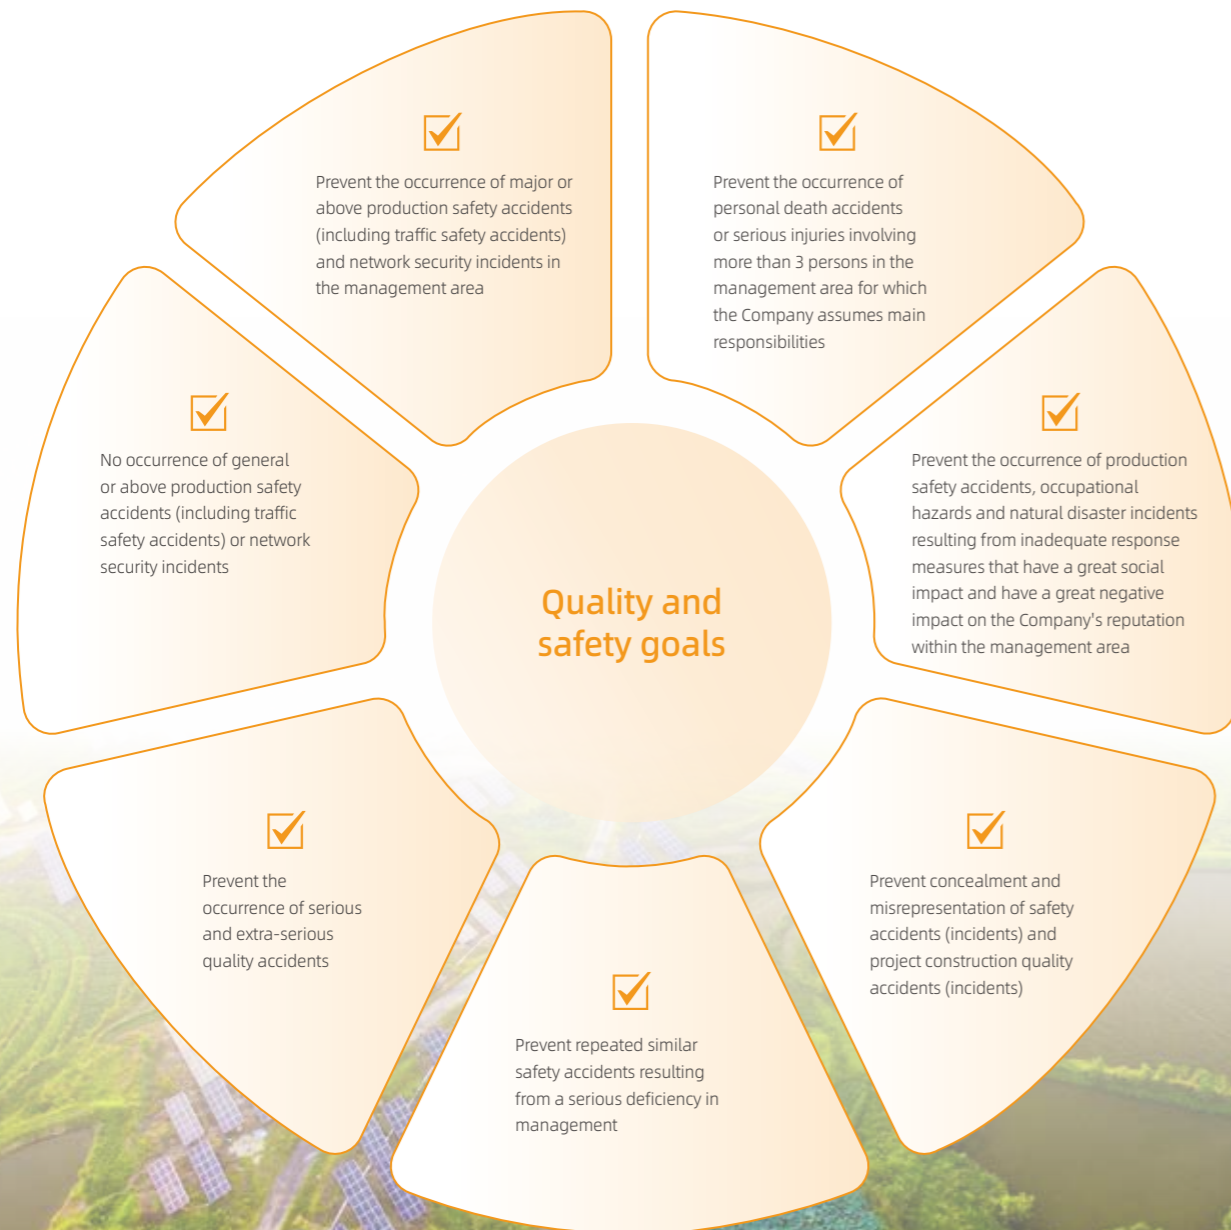 Prevent the occurrence of major or
above production safety accidents
(including traffic safety accidents)
and network security incidents in
the management area
Prevent the occurrence of
personal death accidents
or serious injuries involving
more than 3 persons in the
management area for which
the Company assumes main
responsibilities
No occurrence of general
or above production safety
accidents (including traffic
safety accidents) or network
security incidents
Prevent the occurrence of production
safety accidents, occupational
hazards and natural disaster incidents
resulting from inadequate response
measures that have a great social
impact and have a great negative
impact on the Company's reputation
within the management area
Quality and
safety goals
Prevent the
occurrence of serious
and extra-serious
quality accidents
Prevent concealment and
misrepresentation of safety
accidents (incidents) and
project construction quality
accidents (incidents)
Prevent repeated similar
safety accidents resulting
from a serious deficiency in
management